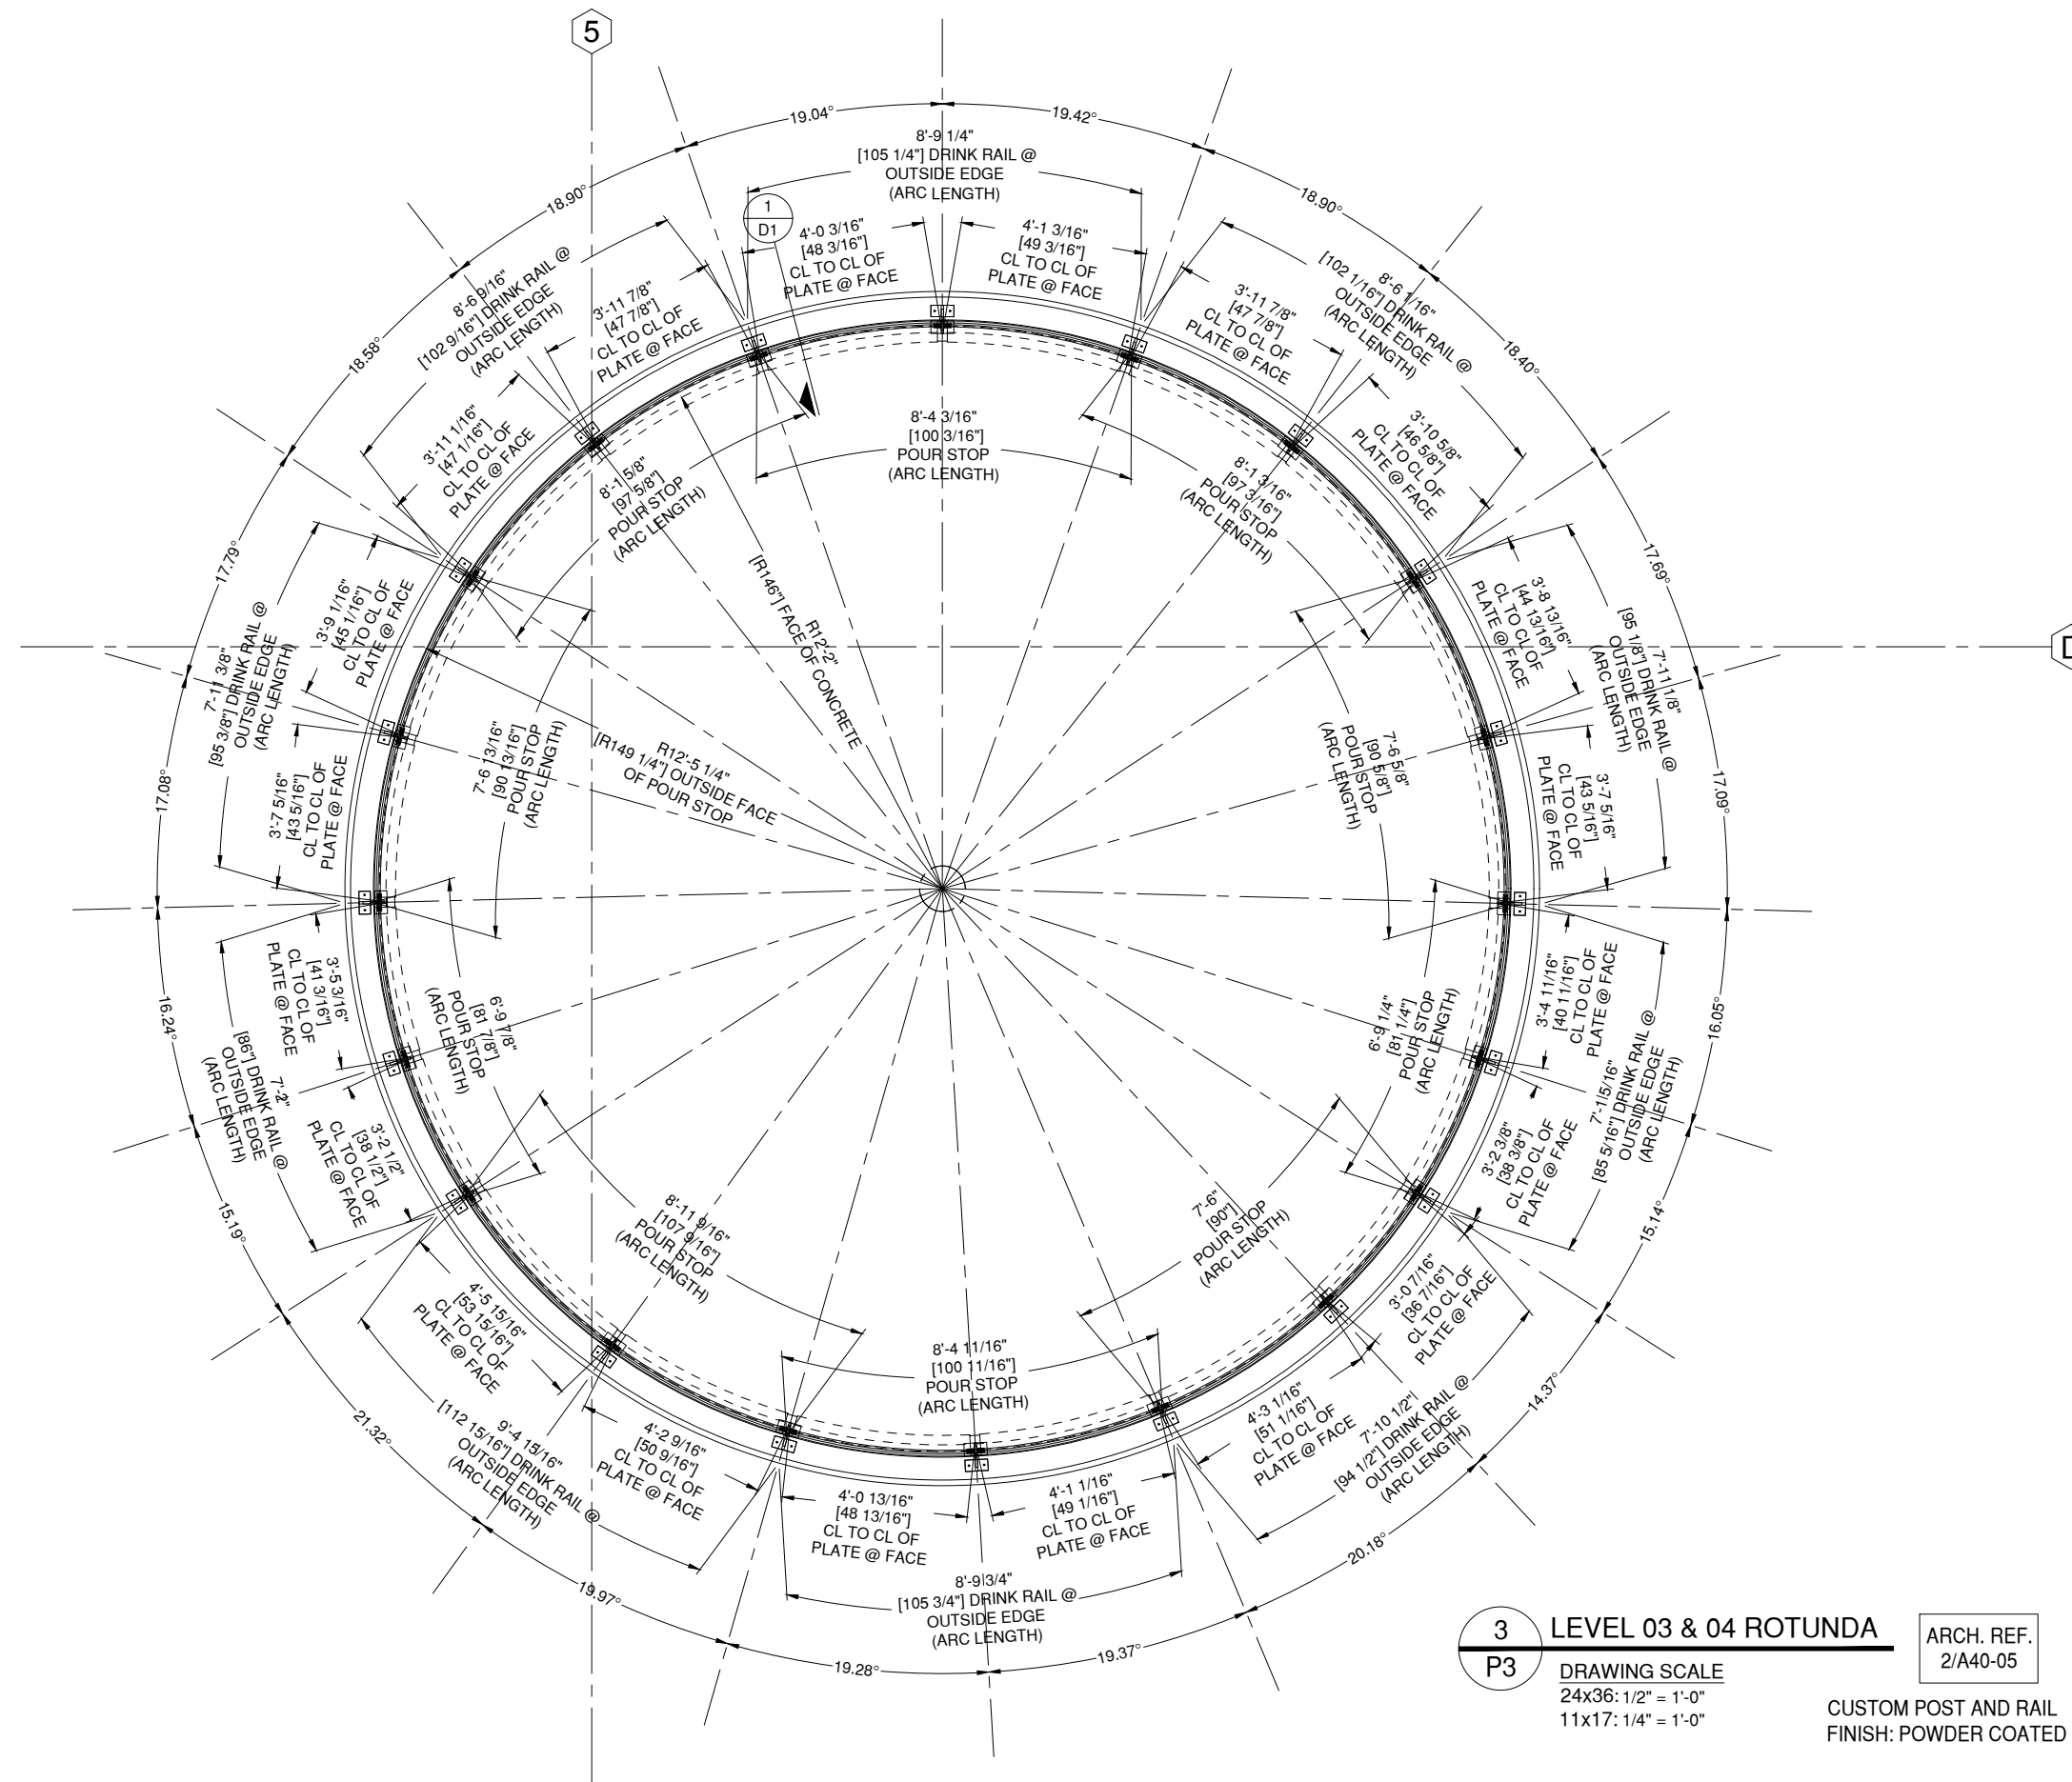 5
19.04°
19.42°
8'-9 1/4"
[105 1/4"] DRINK RAIL @
OUTSIDE EDGE
(ARC LENGTH)
18.90°
18.90°
1
D1
4'-0 3/16"
[48 3/16"]
CL TO CL OF
PLATE @ FACE
4'-1 3/16"
[49 3/16"]
CL TO CL OF
PLATE @ FACE
8'-6 9/16"
[102 9/16"] DRINK RAIL @
OUTSIDE EDGE
(ARC LENGTH)
3'-11 7/8"
[47 7/8"]
CL TO CL OF
PLATE @ FACE
3'-11 7/8"
[47 7/8"]
CL TO CL OF
PLATE @ FACE
8'-6 1/16"
[102 1/16"] DRINK RAIL @
OUTSIDE EDGE
(ARC LENGTH)
18.58°
18.40°
3'-11 1/16"
[47 1/16"]
CL TO CL OF
PLATE @ FACE
8'-1 5/8"
[97 5/8"]
POUR STOP
(ARC LENGTH)
8'-4 3/16"
[100 3/16"]
POUR STOP
(ARC LENGTH)
8'-1 3/16"
[97 3/16"]
POUR STOP
(ARC LENGTH)
3'-10 5/8"
[46 5/8"]
CL TO CL OF
PLATE @ FACE
17.79°
17.69°
7'-11 3/8"
[95 3/8"] DRINK RAIL @
OUTSIDE EDGE
(ARC LENGTH)
3'-9 1/16"
[45 1/16"]
CL TO CL OF
PLATE @ FACE
R12'-2"
[R146"] FACE OF CONCRETE
3'-8 13/16"
[44 13/16"]
CL TO CL OF
PLATE @ FACE
7'-11 1/8"
[95 1/8"] DRINK RAIL @
OUTSIDE EDGE
(ARC LENGTH)
D
17.08°
17.09°
3'-7 5/16"
[43 5/16"]
CL TO CL OF
PLATE @ FACE
7'-6 13/16"
[90 13/16"]
POUR STOP
(ARC LENGTH)
R12'-5 1/4"
[R149 1/4"] OUTSIDE FACE
OF POUR STOP
7'-6 5/8"
[90 5/8"]
POUR STOP
(ARC LENGTH)
3'-7 5/16"
[43 5/16"]
CL TO CL OF
PLATE @ FACE
16.24°
16.05°
3'-5 3/16"
[41 3/16"]
CL TO CL OF
PLATE @ FACE
6'-9 7/8"
[81 7/8"]
POUR STOP
(ARC LENGTH)
6'-9 1/4"
[81 1/4"]
POUR STOP
(ARC LENGTH)
3'-4 11/16"
[40 11/16"]
CL TO CL OF
PLATE @ FACE
7'-2"
[86"] DRINK RAIL @
OUTSIDE EDGE
(ARC LENGTH)
7'-1 5/16"
[85 5/16"] DRINK RAIL @
OUTSIDE EDGE
(ARC LENGTH)
3'-2 1/2"
[38 1/2"]
CL TO CL OF
PLATE @ FACE
3'-2 3/8"
[38 3/8"]
CL TO CL OF
PLATE @ FACE
15.19°
15.14°
8'-11 9/16"
[107 9/16"]
POUR STOP
(ARC LENGTH)
7'-6"
[90"]
POUR STOP
(ARC LENGTH)
4'-5 15/16"
[53 15/16"]
CL TO CL OF
PLATE @ FACE
8'-4 11/16"
[100 11/16"]
POUR STOP
(ARC LENGTH)
3'-0 7/16"
[36 7/16"]
CL TO CL OF
PLATE @ FACE
21.32°
14.37°
9'-4 15/16"
[112 15/16"] DRINK RAIL @
OUTSIDE EDGE
(ARC LENGTH)
4'-2 9/16"
[50 9/16"]
CL TO CL OF
PLATE @ FACE
4'-0 13/16"
[48 13/16"]
CL TO CL OF
PLATE @ FACE
4'-1 1/16"
[49 1/16"]
CL TO CL OF
PLATE @ FACE
4'-3 1/16"
[51 1/16"]
CL TO CL OF
PLATE @ FACE
7'-10 1/2"
[94 1/2"] DRINK RAIL @
OUTSIDE EDGE
(ARC LENGTH)
19.97°
20.18°
8'-9 3/4"
[105 3/4"] DRINK RAIL @
OUTSIDE EDGE
(ARC LENGTH)
19.28°
19.37°
3
P3
LEVEL 03 & 04 ROTUNDA
DRAWING SCALE
24x36: 1/2" = 1'-0"
11x17: 1/4" = 1'-0"
ARCH. REF.
2/A40-05
CUSTOM POST AND RAIL
FINISH: POWDER COATED